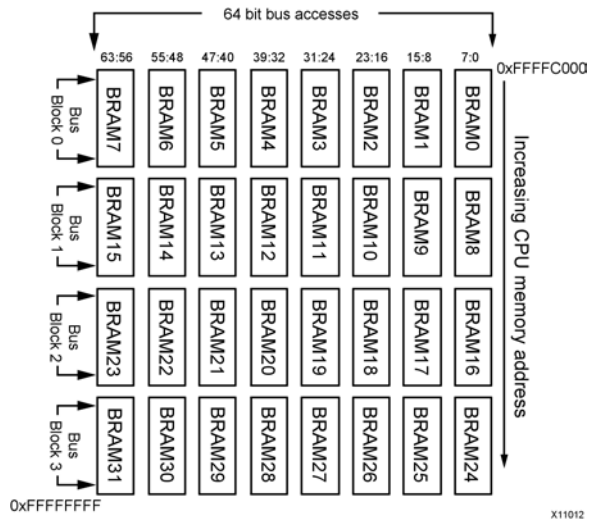 64 bit bus accesses
63:56 55:48 47:40 39:32 31:24 23:16 15:8 7:0
0xFFFFC000
Bus
Block 0
BRAM7 BRAM6 BRAM5 BRAM4 BRAM3 BRAM2 BRAM1 BRAM0
Increasing CPU memory address
Bus
Block 1
BRAM15 BRAM14 BRAM13 BRAM12 BRAM11 BRAM10 BRAM9 BRAM8
Bus
Block 2
BRAM23 BRAM22 BRAM21 BRAM20 BRAM19 BRAM18 BRAM17 BRAM16
Bus
Block 3
BRAM31 BRAM30 BRAM29 BRAM28 BRAM27 BRAM26 BRAM25 BRAM24
0xFFFFFFFF
X11012